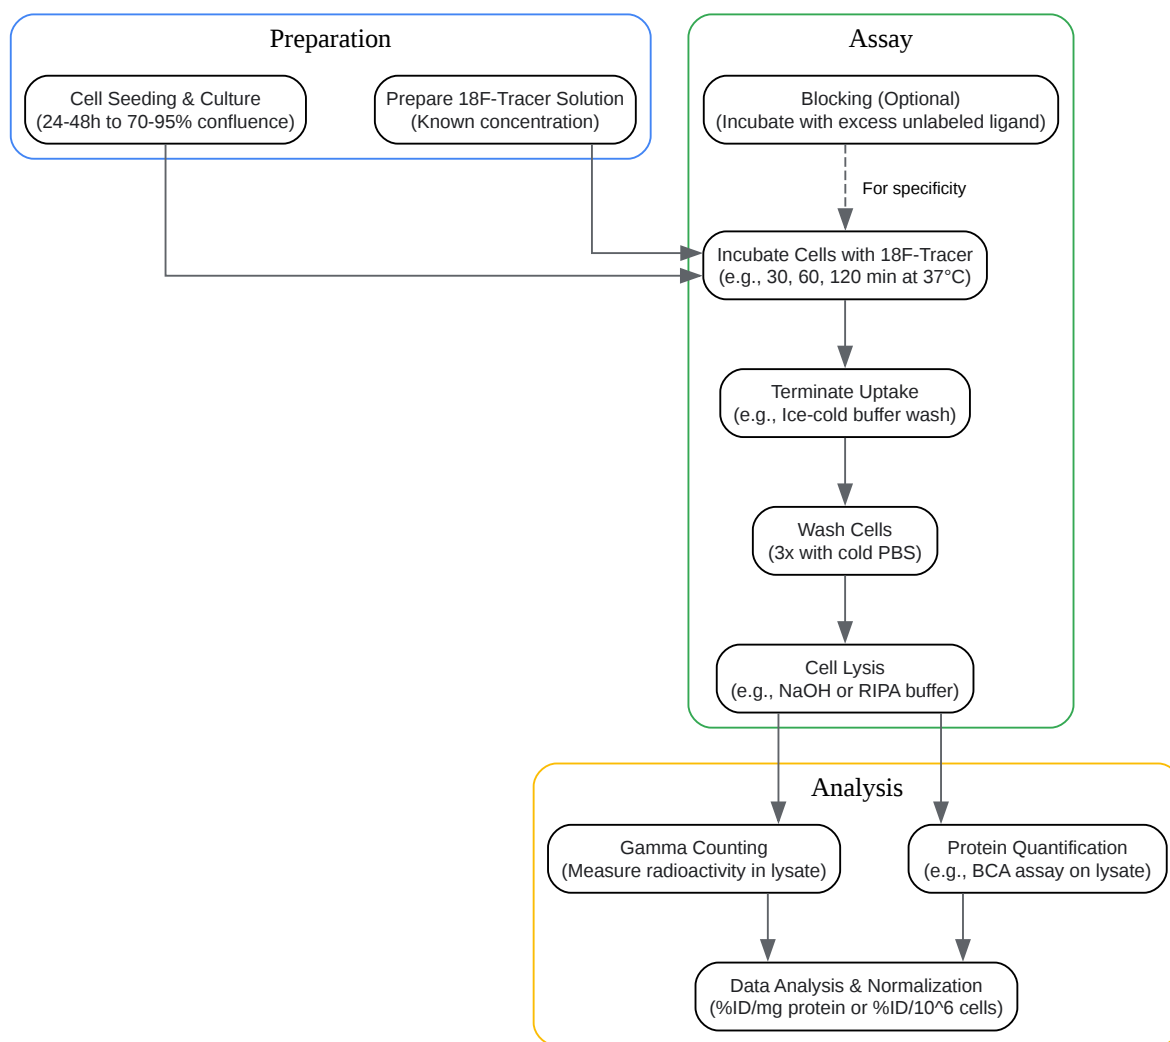 Preparation
Cell Seeding & Culture
(24-48h to 70-95% confluence)
Prepare 18F-Tracer Solution
(Known concentration)
Assay
Blocking (Optional)
(Incubate with excess unlabeled ligand)
For specificity
Incubate Cells with 18F-Tracer
(e.g., 30, 60, 120 min at 37°C)
Terminate Uptake
(e.g., Ice-cold buffer wash)
Wash Cells
(3x with cold PBS)
Cell Lysis
(e.g., NaOH or RIPA buffer)
Analysis
Gamma Counting
(Measure radioactivity in lysate)
Protein Quantification
(e.g., BCA assay on lysate)
Data Analysis & Normalization
(%ID/mg protein or %ID/10^6 cells)